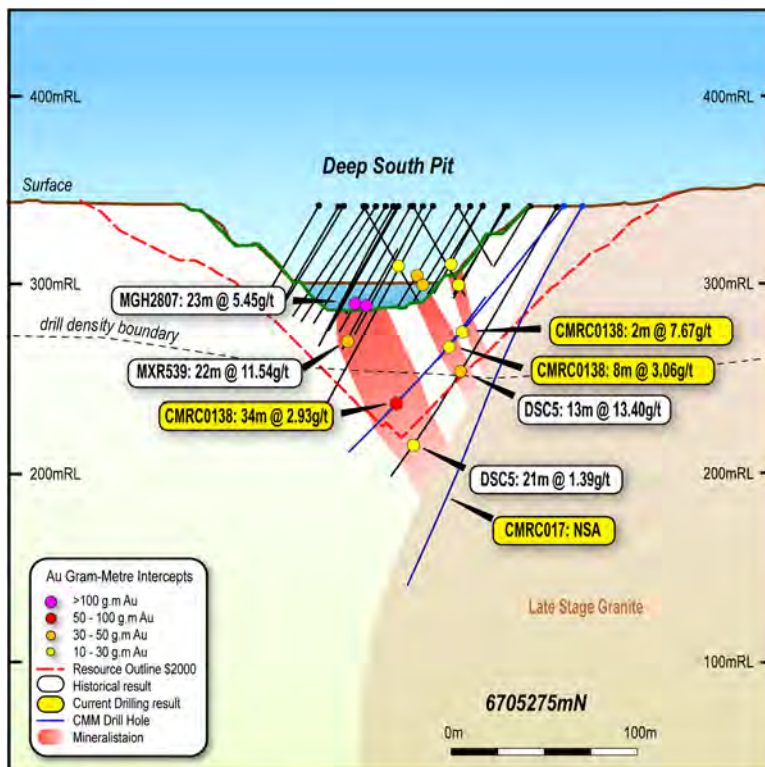 400mRL
400mRL
Deep South Pit
Surface
300mRL
300mRL
MGH2807: 23m @ 5.45g/t
drill density boundary
CMRC0138: 2m @ 7.67g/t
MXR539: 22m @ 11.54g/t
CMRC0138: 8m @ 3.06g/t
CMRC0138: 34m @ 2.93g/t
DSC5: 13m @ 13.40g/t
200mRL
200mRL
DSC5: 21m @ 1.39g/t
CMRC017: NSA
Au Gram-Metre Intercepts
>100 g.m Au
50 - 100 g.m Au
30 - 50 g.m Au
10 - 30 g.m Au
Resource Outline $2000
Historical result
Current Drilling result
CMM Drill Hole
Mineralistaion
Late Stage Granite
100mRL
6705275mN
0m
100m